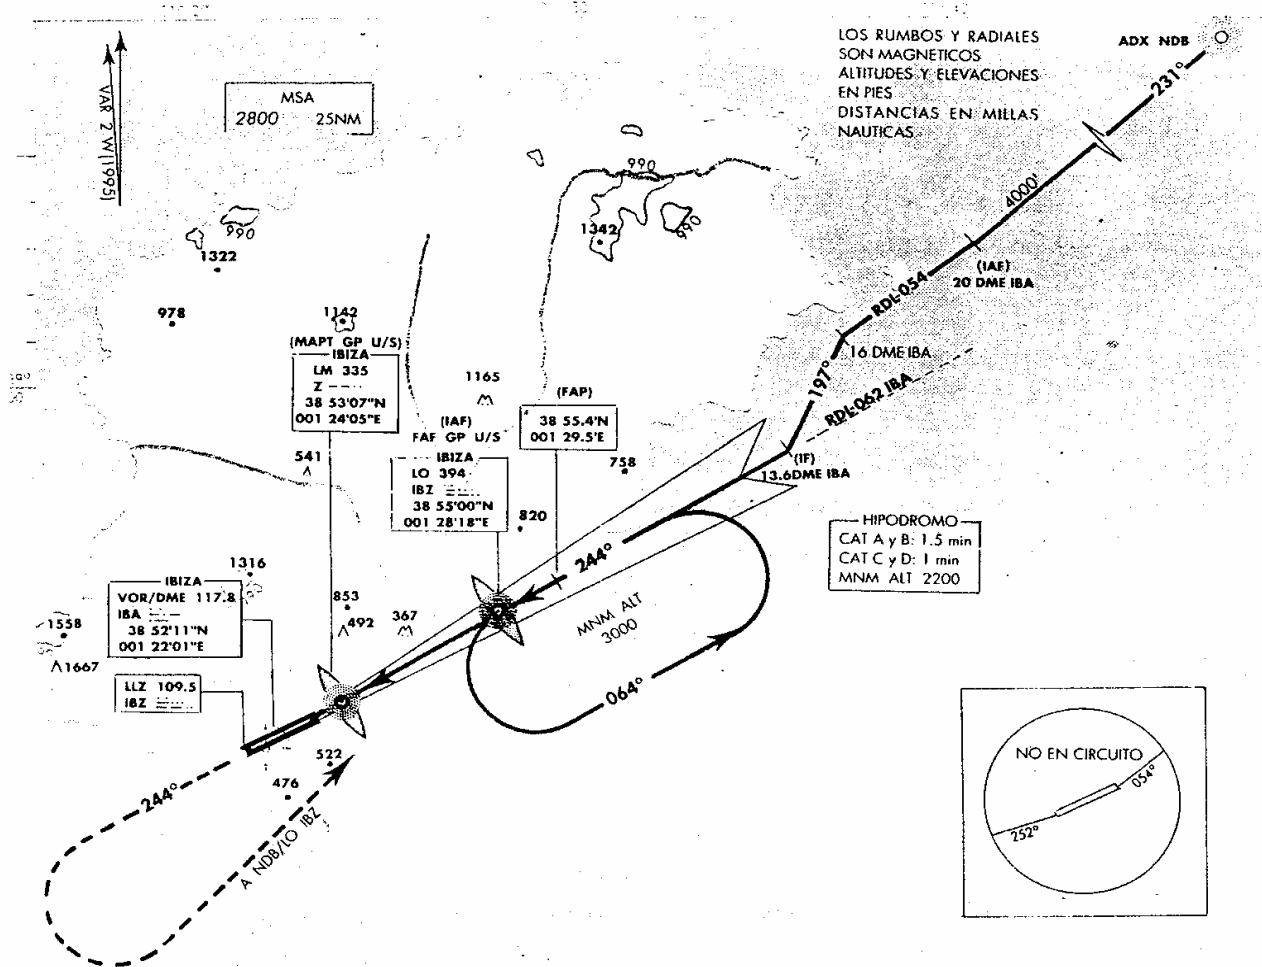 LOS RUMBOS Y RADIALES
SON MAGNETICOS
ALTITUDES Y ELEVACIONES
EN PIES
DISTANCIAS EN MILLAS
NAUTICAS
ADX NDB
231°
VAR 2 W(1995)
MSA
2800 25NM
990
990
990
1342
1322
4000'
(IAF)
20 DME IBA
RDL-054
978
1142
(MAPT GP U/S)
IBIZA
LM 335
Z
38 53'07"N
001 24'05"E
16 DME IBA
197°
RDL-062 IBA
1165
(FAP)
38 55.4'N
001 29.5'E
(IAF)
FAF GP U/S
IBIZA
LO 394
IBZ
38 55'00"N
001 28'18"E
541
758
(IF)
13.6DME IBA
820
HIPODROMO
CAT A y B: 1.5 min
CAT C y D: 1 min
MNM ALT 2200
244°
1316
IBIZA
VOR/DME 117.8
IBA
38 52'11"N
001 22'01"E
853
492
367
MNM ALT
3000
1558
1667
LLZ 109.5
IBZ
064°
522
476
244°
A NDB/LO IBZ
NO EN CIRCUITO
054°
252°